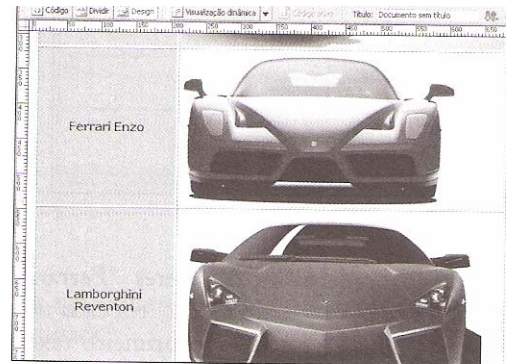 Código Dividir Design Visualização dinâmica Título: Documento sem título
Ferrari Enzo
Lamborghini
Reventon